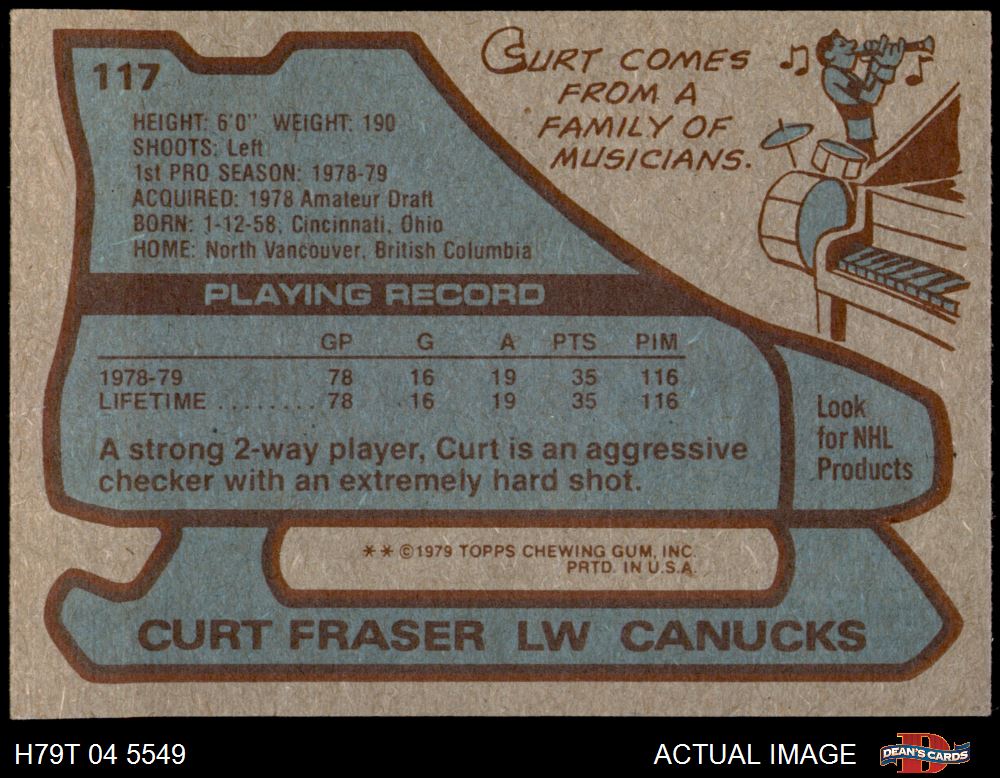 117
HEIGHT: 6'0" WEIGHT: 190
SHOOTS: Left
1st PRO SEASON: 1978-79
ACQUIRED: 1978 Amateur Draft
BORN: 1-12-58, Cincinnati, Ohio
HOME: North Vancouver, British Columbia
CURT COMES
FROM A
FAMILY OF
MUSICIANS.
PLAYING RECORD
GP G A PTS PIM
1978-79 78 16 19 35 116
LIFETIME ........ 78 16 19 35 116
A strong 2-way player, Curt is an aggressive
checker with an extremely hard shot.
Look
for NHL
Products
** ©1979 TOPPS CHEWING GUM, INC.
PRTD. IN U.S.A.
CURT FRASER LW CANUCKS
H79T 04 5549
ACTUAL IMAGE
DEAN'S CARDS